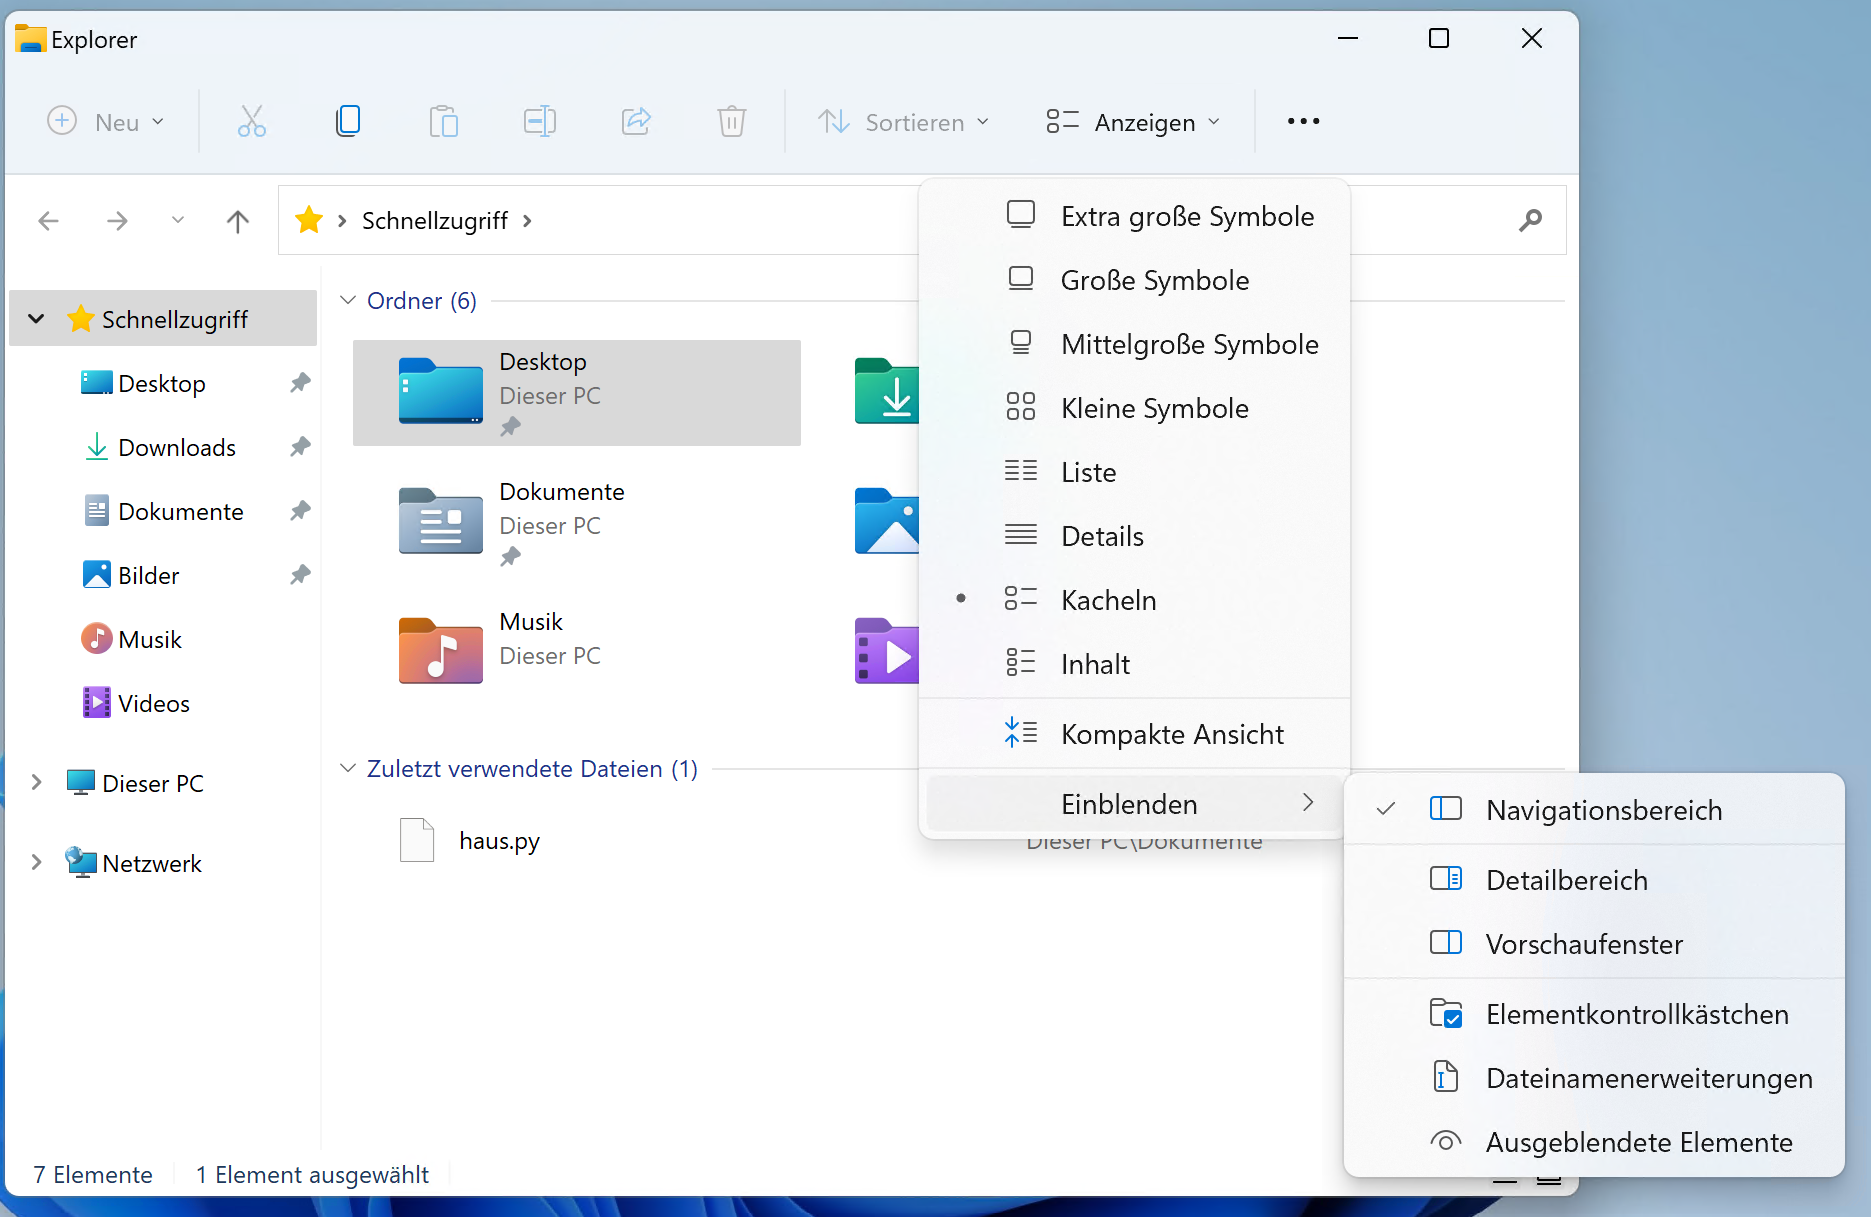 Explorer
Neu
Sortieren
Anzeigen
Schnellzugriff
Schnellzugriff
Desktop
Downloads
Dokumente
Bilder
Musik
Videos
Dieser PC
Netzwerk
Ordner (6)
Desktop
Dieser PC
Dokumente
Dieser PC
Musik
Dieser PC
Zuletzt verwendete Dateien (1)
haus.py
Dieser PC\Dokumente
Extra große Symbole
Große Symbole
Mittelgroße Symbole
Kleine Symbole
Liste
Details
Kacheln
Inhalt
Kompakte Ansicht
Einblenden
Navigationsbereich
Detailbereich
Vorschaufenster
Elementkontrollkästchen
Dateinamenerweiterungen
Ausgeblendete Elemente
7 Elemente
1 Element ausgewählt